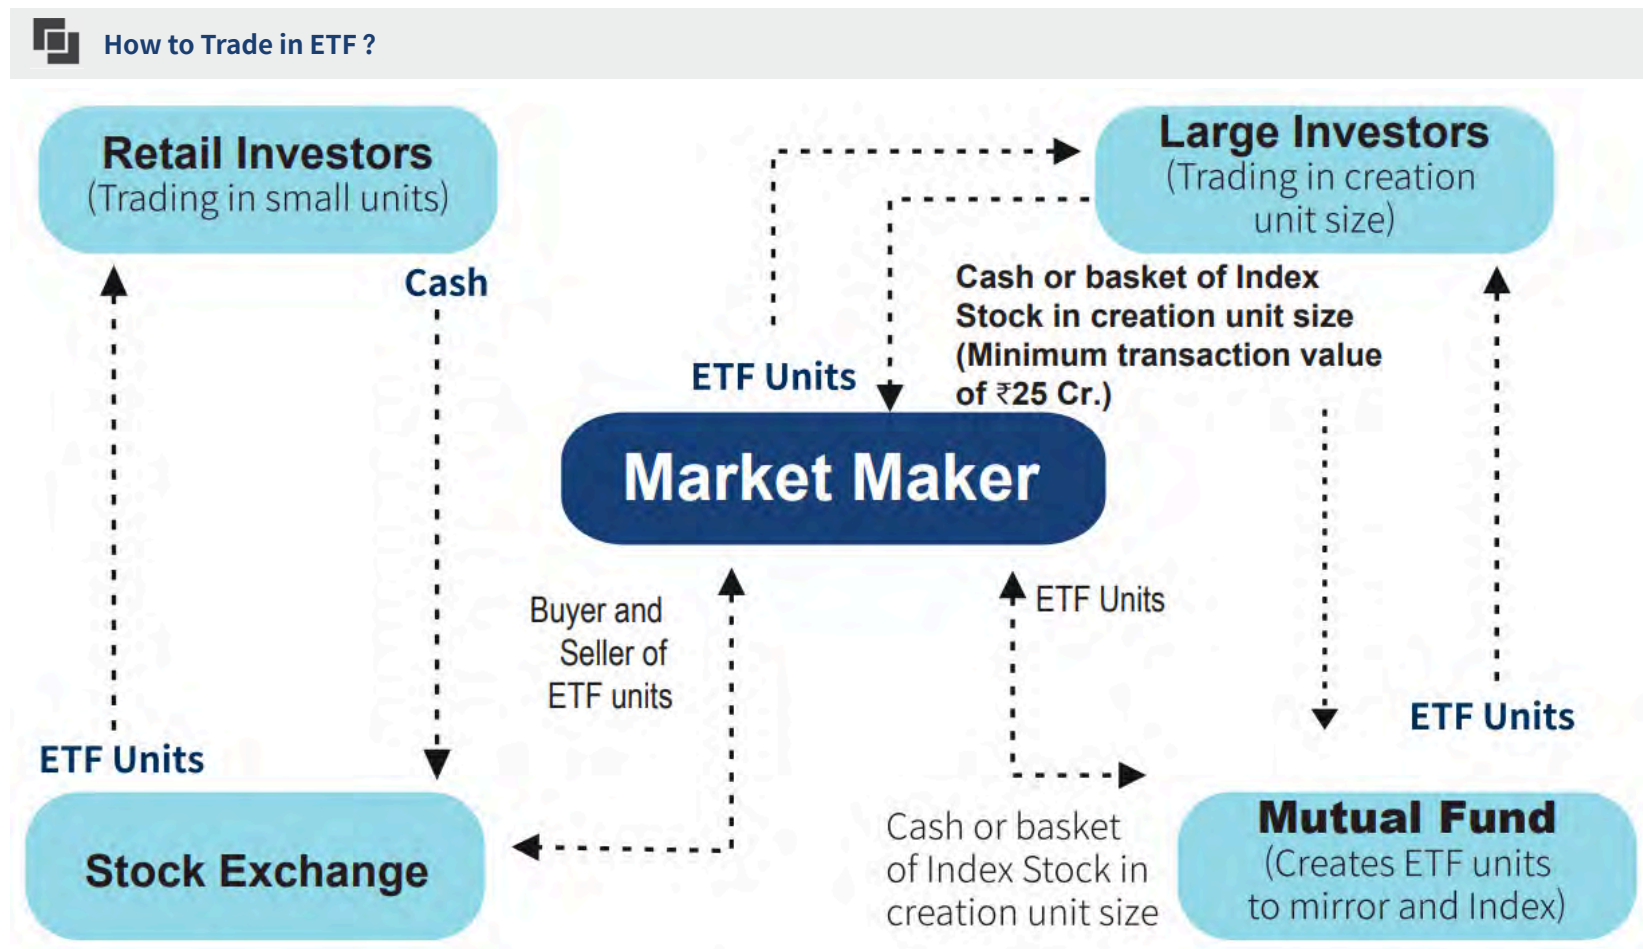 How to Trade in ETF ?
Retail Investors
(Trading in small units)
Large Investors
(Trading in creation
unit size)
Cash
Cash or basket of Index
Stock in creation unit size
(Minimum transaction value
of ₹25 Cr.)
ETF Units
Market Maker
Buyer and
Seller of
ETF units
ETF Units
ETF Units
ETF Units
Stock Exchange
Cash or basket
of Index Stock in
creation unit size
Mutual Fund
(Creates ETF units
to mirror and Index)